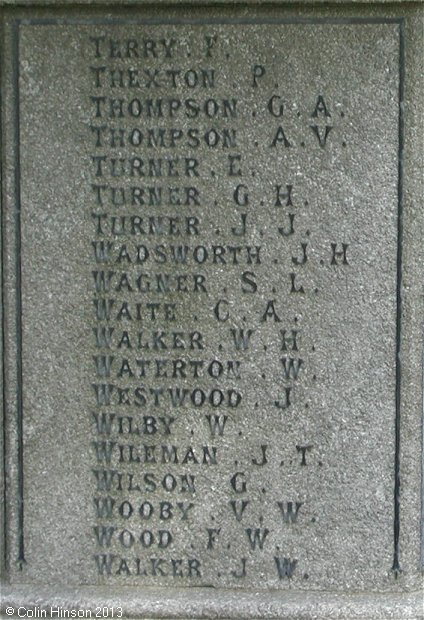 TERRY . F.
THEXTON . P.
THOMPSON . G . A.
THOMPSON . A . V.
TURNER . E.
TURNER . G . H.
TURNER . J . J.
WADSWORTH . J . H
WAGNER . S . L.
WAITE . C . A.
WALKER . W . H.
WATERTON . W.
WESTWOOD . J.
WILBY . W.
WILEMAN . J . T.
WILSON . G.
WOOBY . V . W.
WOOD . F . W.
WALKER . J . W.
© Colin Hinson 2013